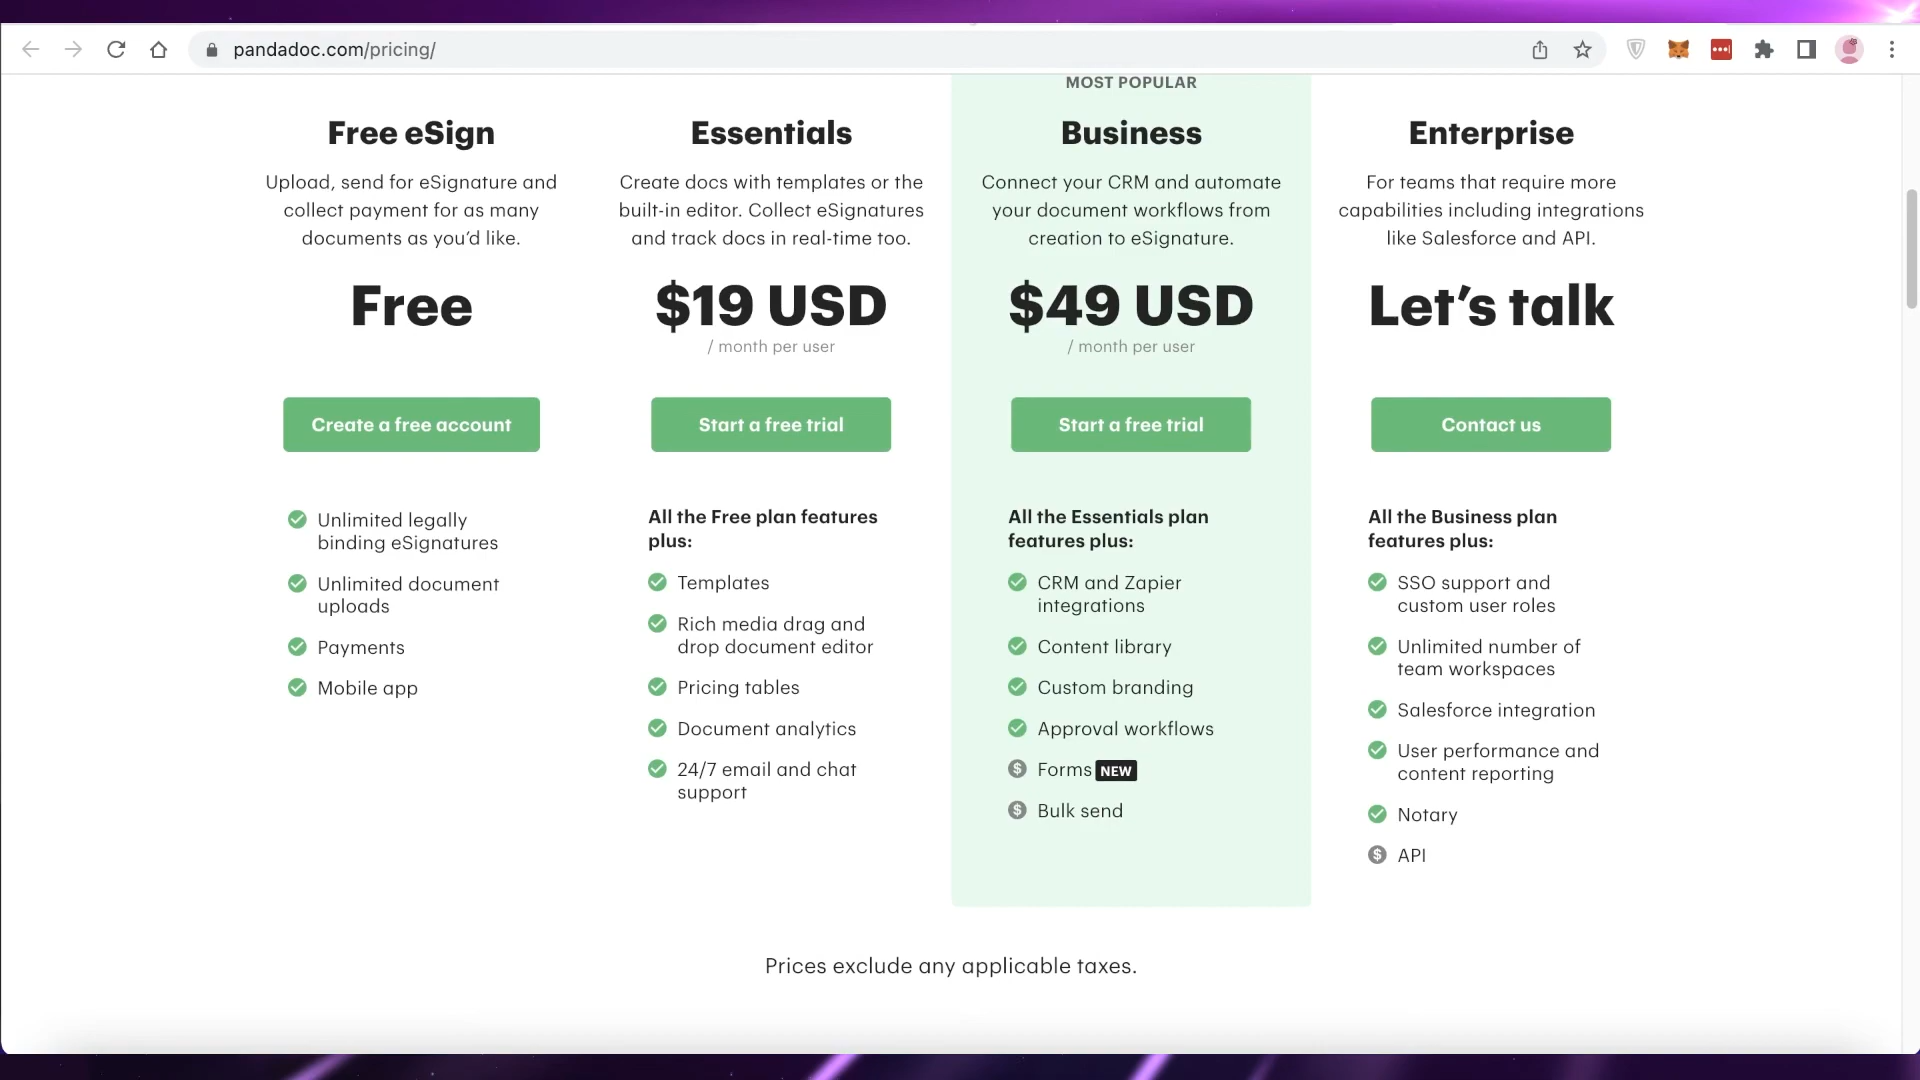 pandadoc.com/pricing/
MOST POPULAR
Free eSign
Upload, send for eSignature and
collect payment for as many
documents as you’d like.
Free
Create a free account
Unlimited legally
binding eSignatures
Unlimited document
uploads
Payments
Mobile app
Essentials
Create docs with templates or the
built-in editor. Collect eSignatures
and track docs in real-time too.
$19 USD
/ month per user
Start a free trial
All the Free plan features
plus:
Templates
Rich media drag and
drop document editor
Pricing tables
Document analytics
24/7 email and chat
support
Business
Connect your CRM and automate
your document workflows from
creation to eSignature.
$49 USD
/ month per user
Start a free trial
All the Essentials plan
features plus:
CRM and Zapier
integrations
Content library
Custom branding
Approval workflows
$ Forms NEW
$ Bulk send
Enterprise
For teams that require more
capabilities including integrations
like Salesforce and API.
Let’s talk
Contact us
All the Business plan
features plus:
SSO support and
custom user roles
Unlimited number of
team workspaces
Salesforce integration
User performance and
content reporting
Notary
$ API
Prices exclude any applicable taxes.